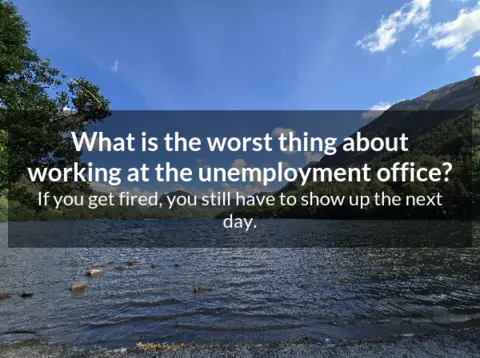 What is the worst thing about
working at the unemployment office?
If you get fired, you still have to show up the next
day.